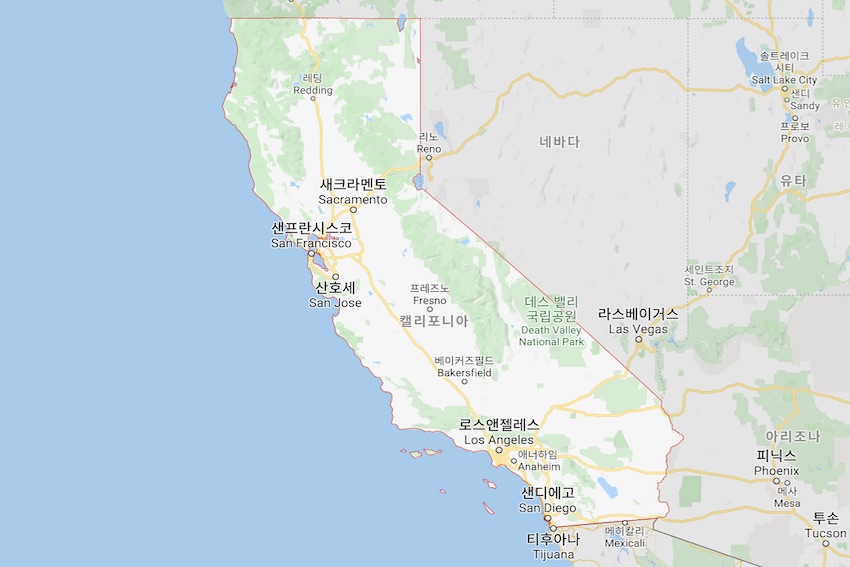 솔트레이크
시티
Salt Lake City
레딩
Redding
샌디
Sandy
프로보
Provo
리노
Reno
네바다
유타
새크라멘토
Sacramento
샌프란시스코
San Francisco
산호세
San Jose
세인트조지
St. George
프레즈노
Fresno
캘리포니아
데스 밸리
국립공원
Death Valley
National Park
라스베이거스
Las Vegas
베이커즈필드
Bakersfield
로스앤젤레스
Los Angeles
애너하임
Anaheim
아리조나
피닉스
Phoenix
메사
Mesa
샌디에고
San Diego
티후아나
Tijuana
메히칼리
Mexicali
투손
Tucson